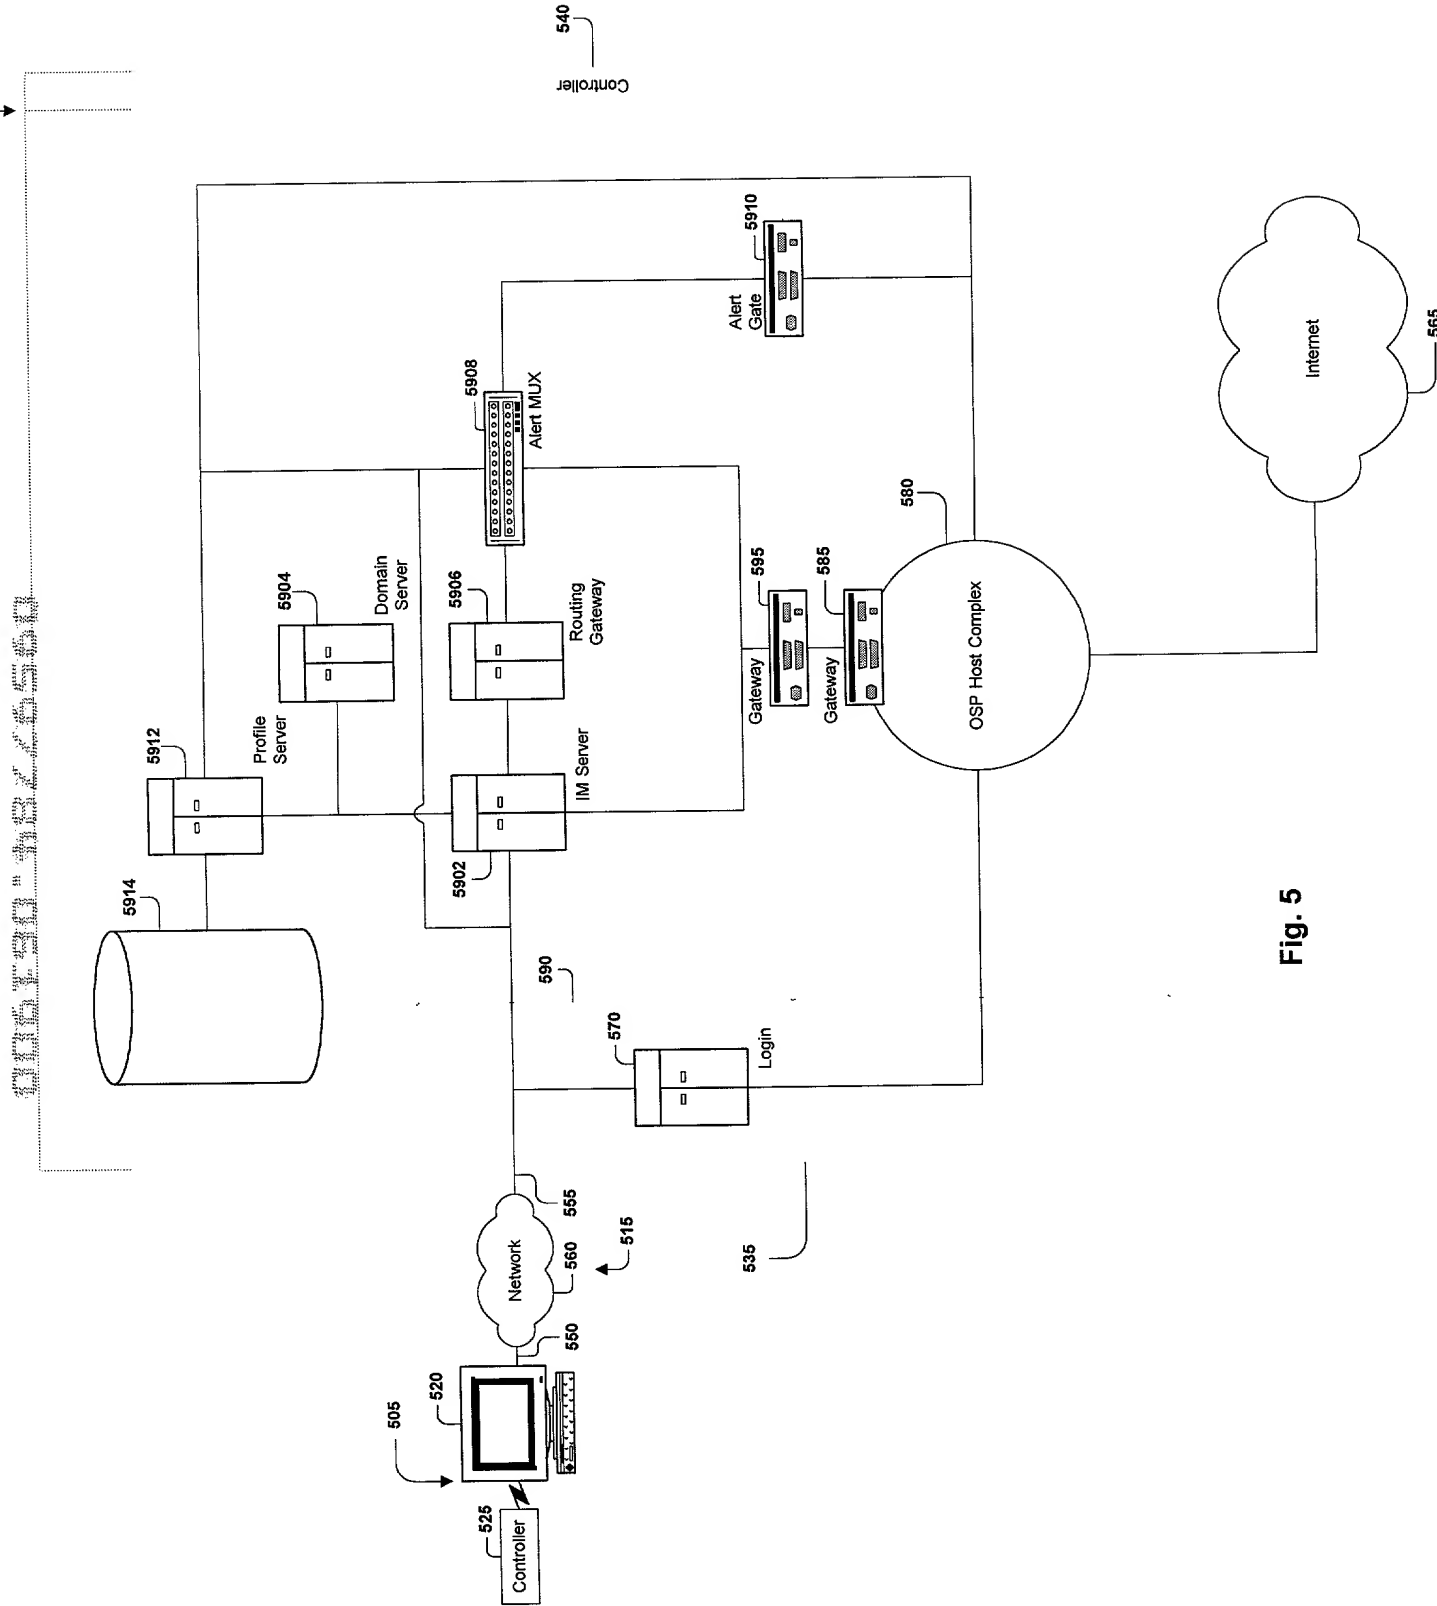 540
Controller
5910
Alert
Gate
5908
Alert MUX
565
Internet
580
OSP Host Complex
595
Gateway
585
Gateway
5904
Domain
Server
5906
Routing
Gateway
5912
Profile
Server
IM Server
5902
5914
590
570
Login
Fig. 5
555
515
535
Network
560
550
520
505
525
Controller